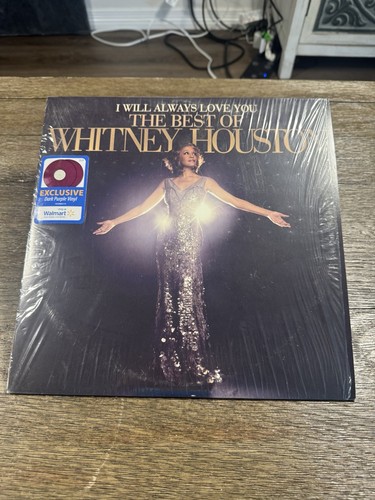 I WILL ALWAYS LOVE YOU
THE BEST OF
WHITNEY HOUSTON
EXCLUSIVE
Dark Purple Vinyl
Walmart